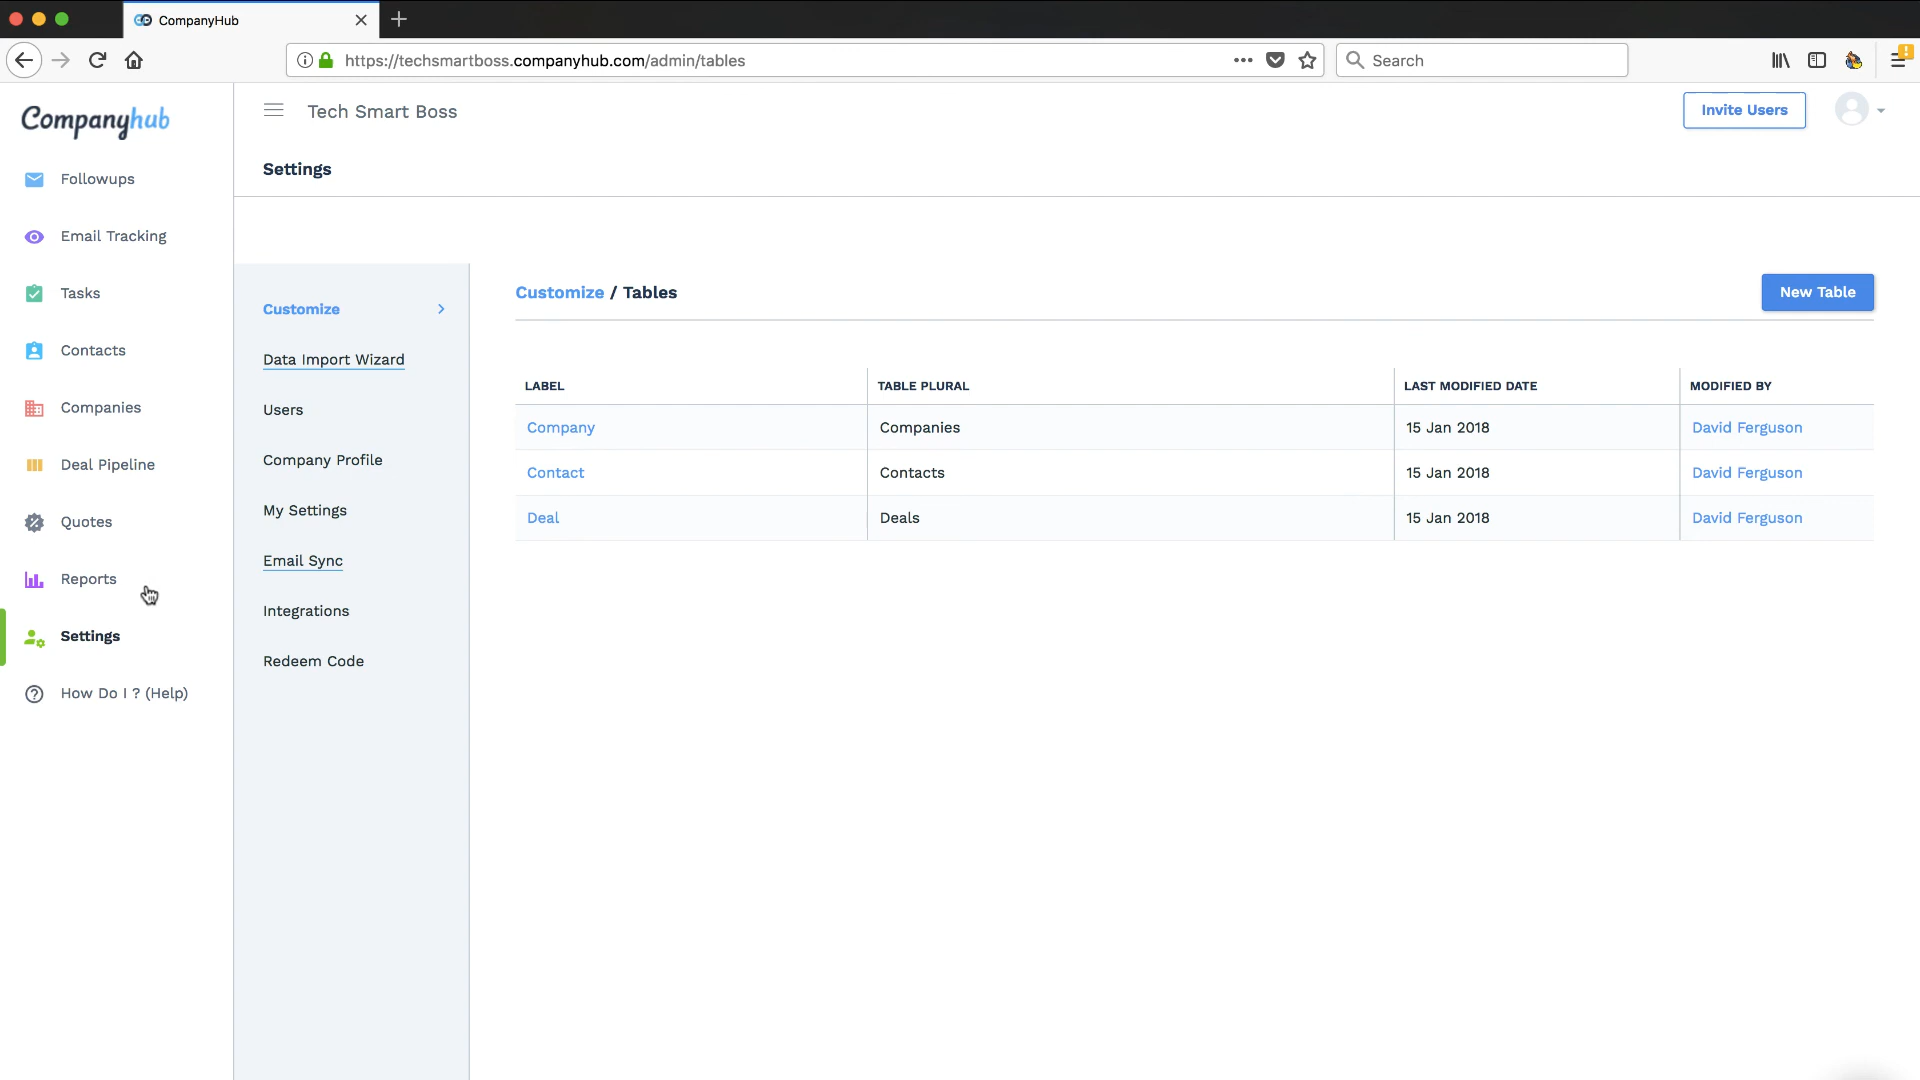 CompanyHub
https://techsmartboss.companyhub.com/admin/tables
Search
Companyhub
Tech Smart Boss
Invite Users
Settings
Followups
Email Tracking
Tasks
Contacts
Companies
Deal Pipeline
Quotes
Reports
Settings
How Do I ? (Help)
Customize
Data Import Wizard
Users
Company Profile
My Settings
Email Sync
Integrations
Redeem Code
Customize / Tables
New Table
LABEL TABLE PLURAL LAST MODIFIED DATE MODIFIED BY
Company Companies 15 Jan 2018 David Ferguson
Contact Contacts 15 Jan 2018 David Ferguson
Deal Deals 15 Jan 2018 David Ferguson